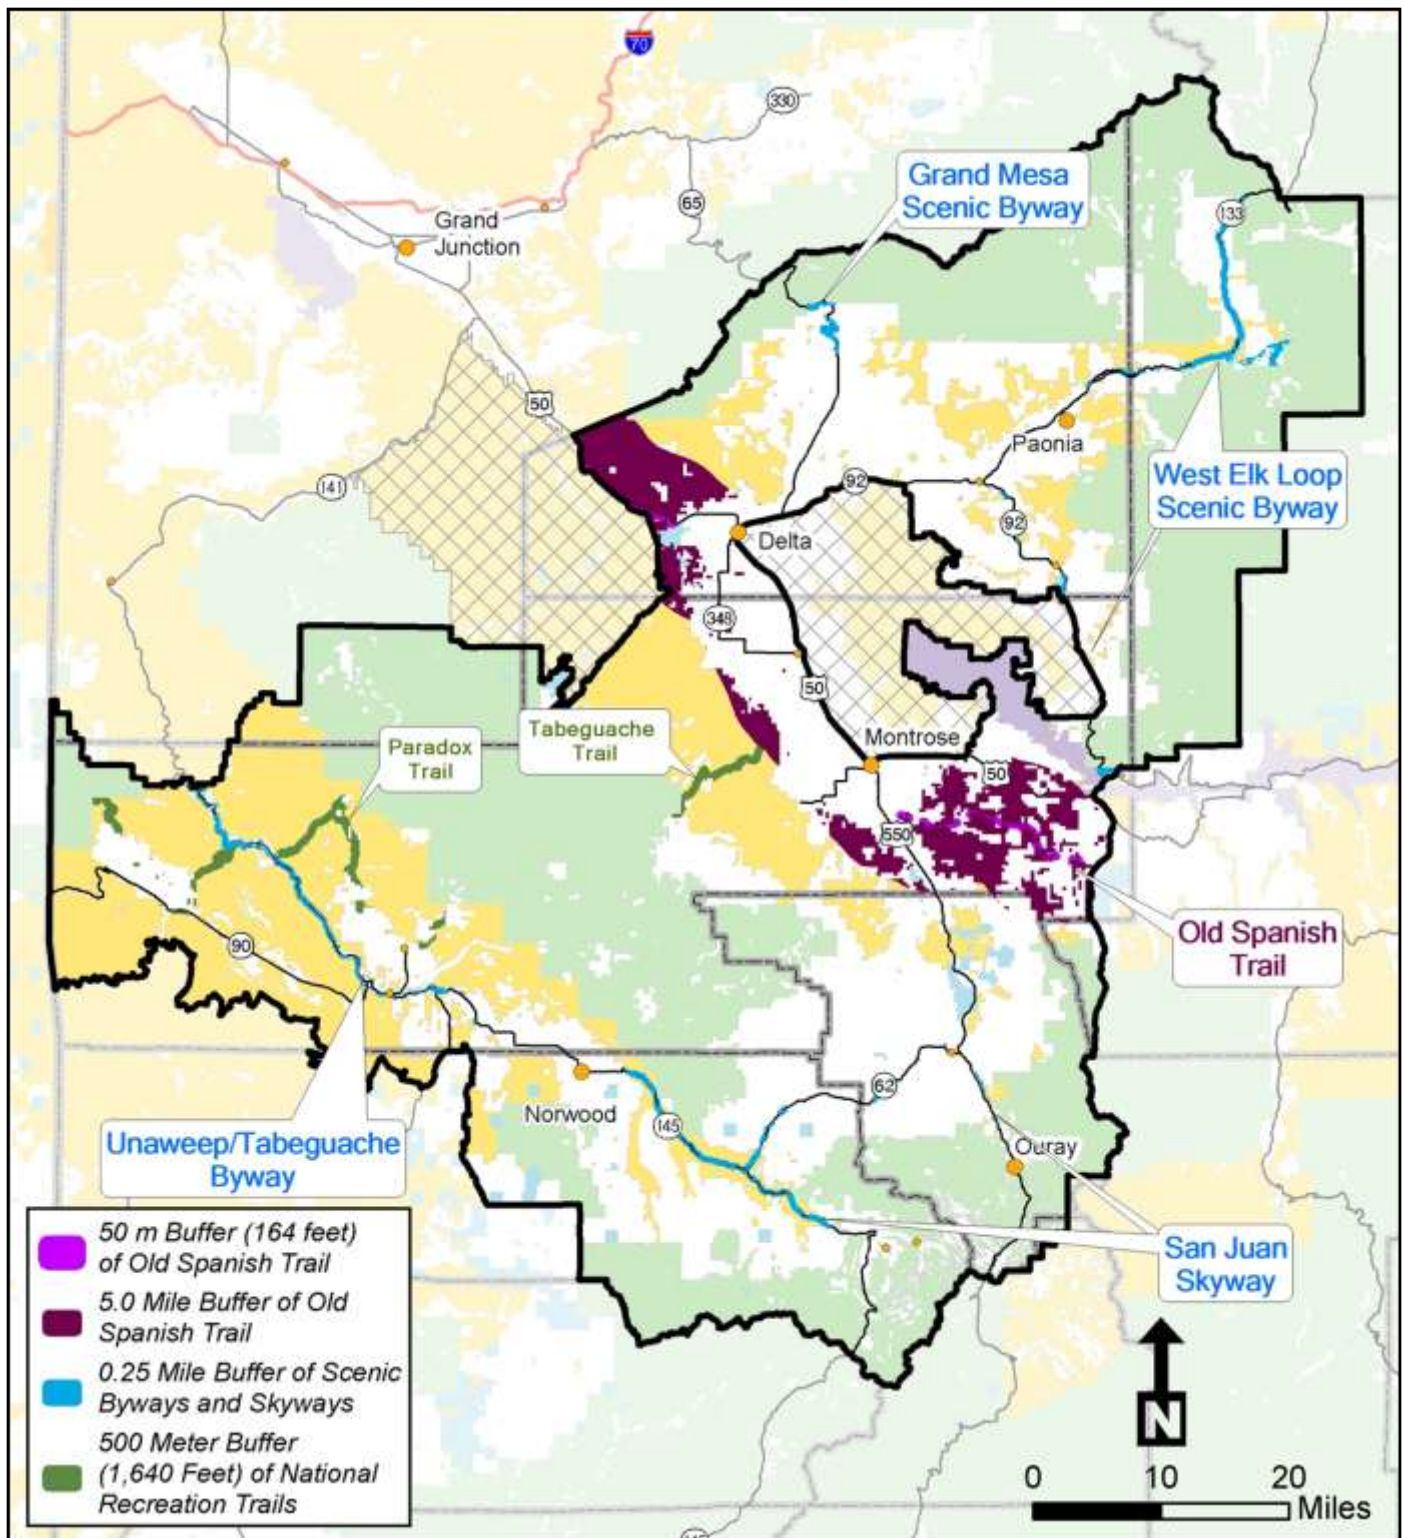 70
330
65
Grand Mesa
Scenic Byway
133
Grand
Junction
50
141
Paonia
92
West Elk Loop
Scenic Byway
92
Delta
348
50
Montrose
Tabeguache
Trail
Paradox
Trail
50
550
Old Spanish
Trail
90
62
Norwood
145
Unaweep/Tabeguache
Byway
Ouray
San Juan
Skyway
50 m Buffer (164 feet)
of Old Spanish Trail
5.0 Mile Buffer of Old
Spanish Trail
0.25 Mile Buffer of Scenic
Byways and Skyways
500 Meter Buffer
(1,640 Feet) of National
Recreation Trails
N
0 10 20
Miles